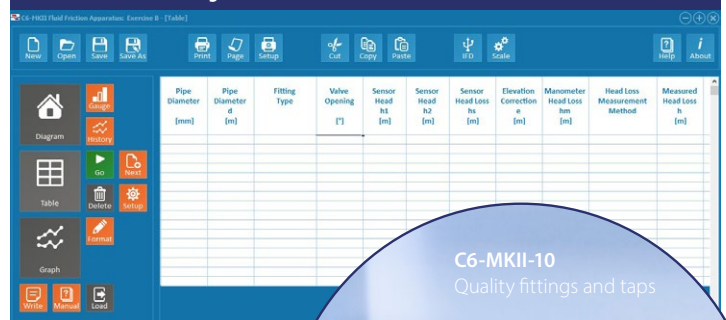 C6-MKII Fluid Friction Apparatus: Exercise B - [Table]
New Open Save Save As Print Page Setup Cut Copy Paste IFD Scale Help About
Diagram
Gauge
History
Table
Go
Next
Delete
Setup
Graph
Format
Write
Manual
Load
Pipe Diameter [mm]
Pipe Diameter d [m]
Fitting Type
Valve Opening [°]
Sensor Head h1 [m]
Sensor Head h2 [m]
Sensor Head Loss hs [m]
Elevation Correction e [m]
Manometer Head Loss hm [m]
Head Loss Measurement Method
Measured Head Loss h [m]
C6-MKII-10
Quality fittings and taps